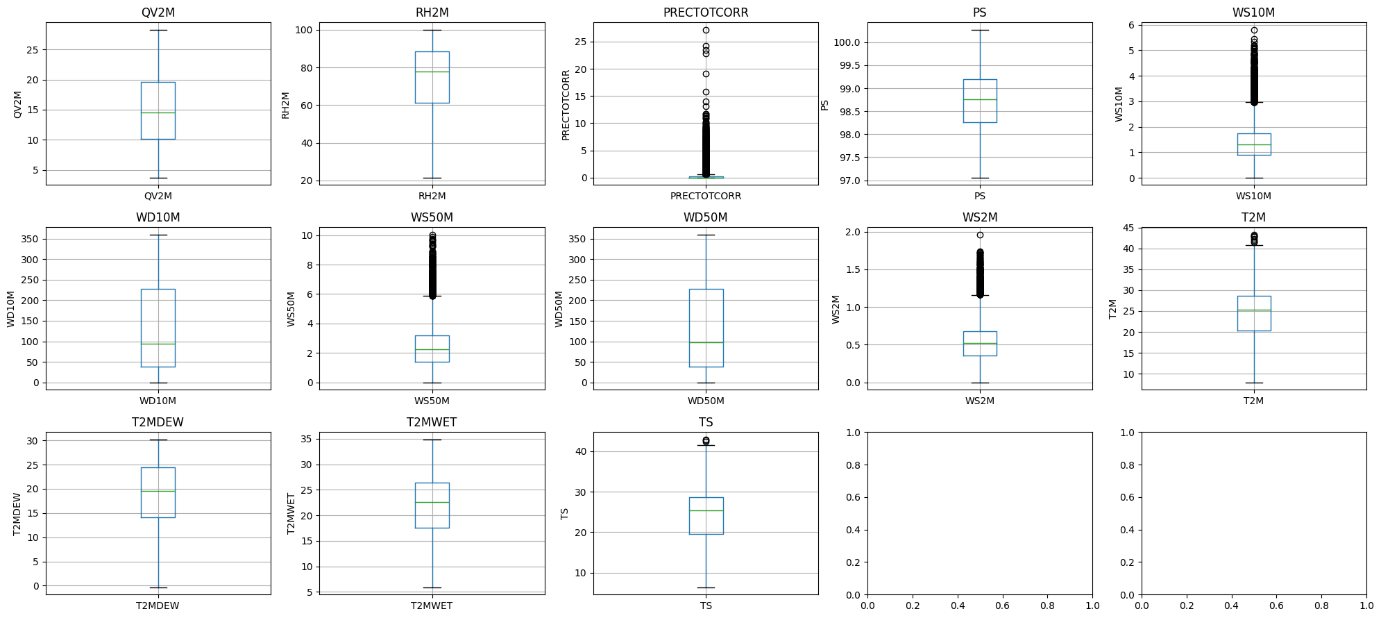 QV2M
RH2M
PRECTOTCORR
PS
WS10M
QV2M
25
20
15
10
5
QV2M
RH2M
100
80
60
40
20
RH2M
PRECTOTCORR
25
20
15
10
5
0
PRECTOTCORR
PS
100.0
99.5
99.0
98.5
98.0
97.5
97.0
PS
WS10M
6
5
4
3
2
1
0
WS10M
WD10M
WS50M
WD50M
WS2M
T2M
WD10M
350
300
250
200
150
100
50
0
WD10M
WS50M
10
8
6
4
2
0
WS50M
WD50M
350
300
250
200
150
100
50
0
WD50M
WS2M
2.0
1.5
1.0
0.5
0.0
WS2M
T2M
45
40
35
30
25
20
15
10
T2M
T2MDEW
T2MWET
TS
T2MDEW
30
25
20
15
10
5
0
T2MDEW
T2MWET
35
30
25
20
15
10
5
T2MWET
TS
40
30
20
10
TS
1.0
0.8
0.6
0.4
0.2
0.0
0.0 0.2 0.4 0.6 0.8 1.0
1.0
0.8
0.6
0.4
0.2
0.0
0.0 0.2 0.4 0.6 0.8 1.0